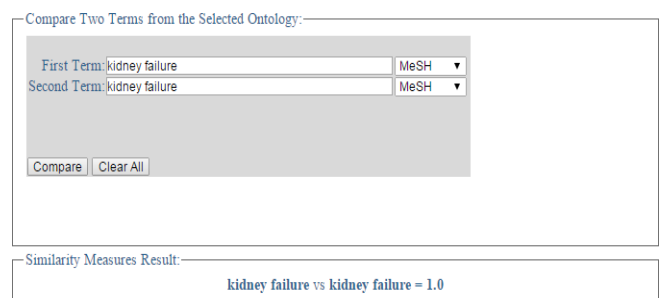 Compare Two Terms from the Selected Ontology:
First Term: kidney failure MeSH
Second Term: kidney failure MeSH
Compare Clear All
Similarity Measures Result:
kidney failure vs kidney failure = 1.0